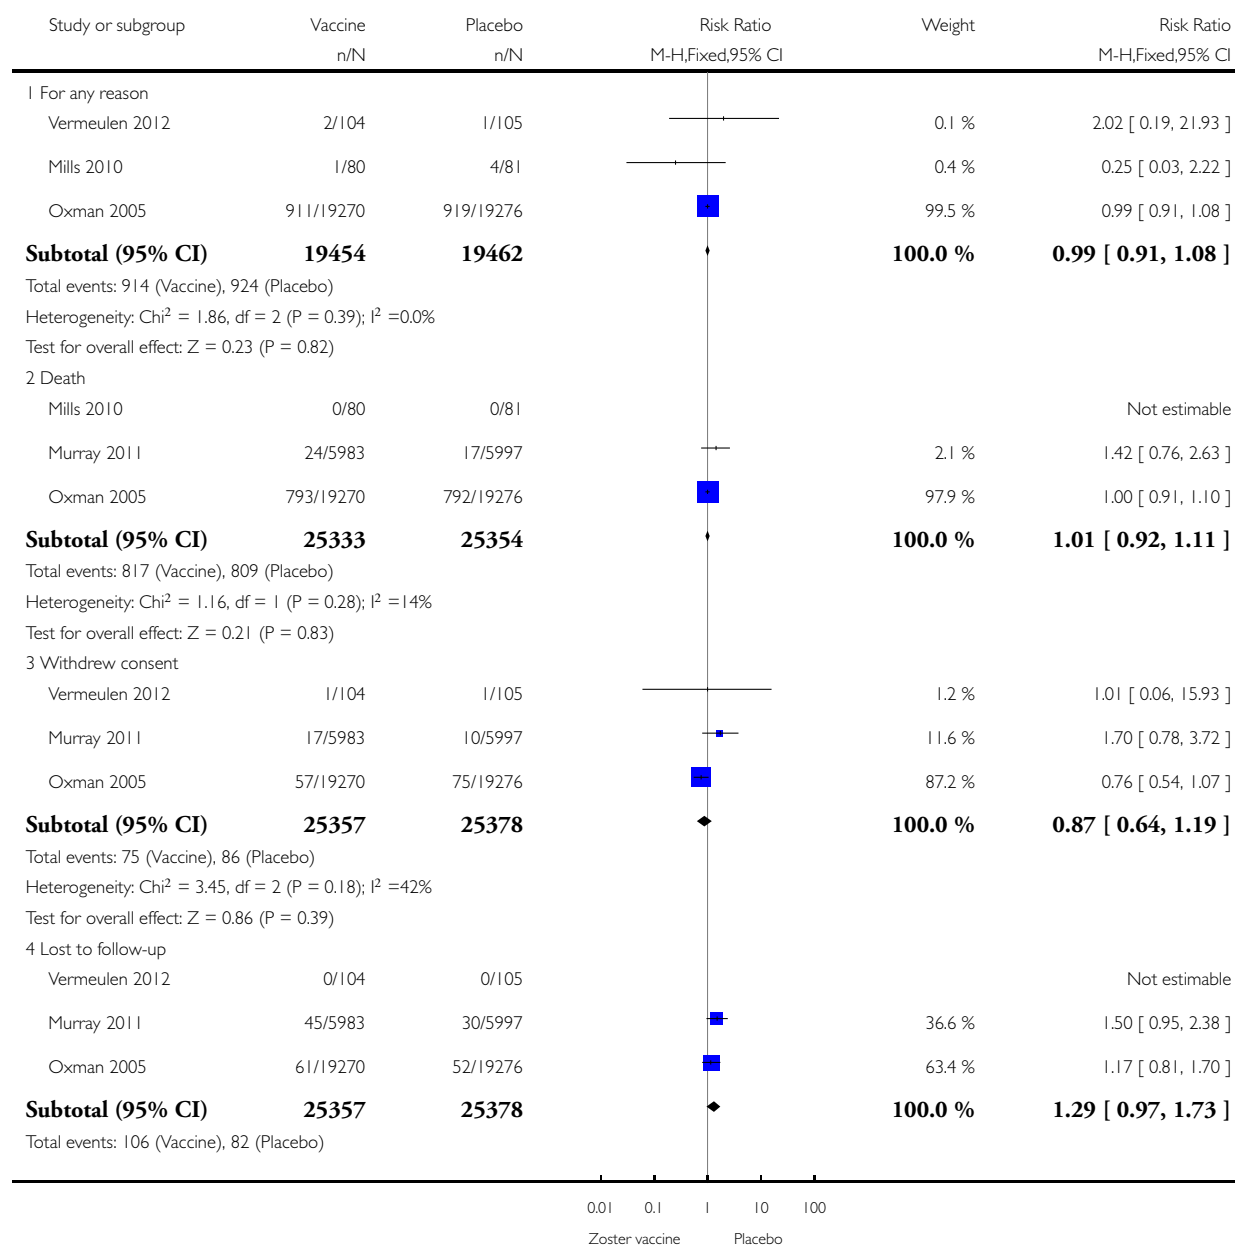 Study or subgroup Vaccine Placebo Risk Ratio Weight Risk Ratio
n/N n/N M-H,Fixed,95% CI M-H,Fixed,95% CI
1 For any reason
Vermeulen 2012 2/104 1/105 0.1 % 2.02 [ 0.19, 21.93 ]
Mills 2010 1/80 4/81 0.4 % 0.25 [ 0.03, 2.22 ]
Oxman 2005 911/19270 919/19276 99.5 % 0.99 [ 0.91, 1.08 ]
Subtotal (95% CI) 19454 19462 100.0 % 0.99 [ 0.91, 1.08 ]
Total events: 914 (Vaccine), 924 (Placebo)
Heterogeneity: Chi² = 1.86, df = 2 (P = 0.39); I² =0.0%
Test for overall effect: Z = 0.23 (P = 0.82)
2 Death
Mills 2010 0/80 0/81 Not estimable
Murray 2011 24/5983 17/5997 2.1 % 1.42 [ 0.76, 2.63 ]
Oxman 2005 793/19270 792/19276 97.9 % 1.00 [ 0.91, 1.10 ]
Subtotal (95% CI) 25333 25354 100.0 % 1.01 [ 0.92, 1.11 ]
Total events: 817 (Vaccine), 809 (Placebo)
Heterogeneity: Chi² = 1.16, df = 1 (P = 0.28); I² =14%
Test for overall effect: Z = 0.21 (P = 0.83)
3 Withdrew consent
Vermeulen 2012 1/104 1/105 1.2 % 1.01 [ 0.06, 15.93 ]
Murray 2011 17/5983 10/5997 11.6 % 1.70 [ 0.78, 3.72 ]
Oxman 2005 57/19270 75/19276 87.2 % 0.76 [ 0.54, 1.07 ]
Subtotal (95% CI) 25357 25378 100.0 % 0.87 [ 0.64, 1.19 ]
Total events: 75 (Vaccine), 86 (Placebo)
Heterogeneity: Chi² = 3.45, df = 2 (P = 0.18); I² =42%
Test for overall effect: Z = 0.86 (P = 0.39)
4 Lost to follow-up
Vermeulen 2012 0/104 0/105 Not estimable
Murray 2011 45/5983 30/5997 36.6 % 1.50 [ 0.95, 2.38 ]
Oxman 2005 61/19270 52/19276 63.4 % 1.17 [ 0.81, 1.70 ]
Subtotal (95% CI) 25357 25378 100.0 % 1.29 [ 0.97, 1.73 ]
Total events: 106 (Vaccine), 82 (Placebo)
0.01 0.1 1 10 100
Zoster vaccine Placebo